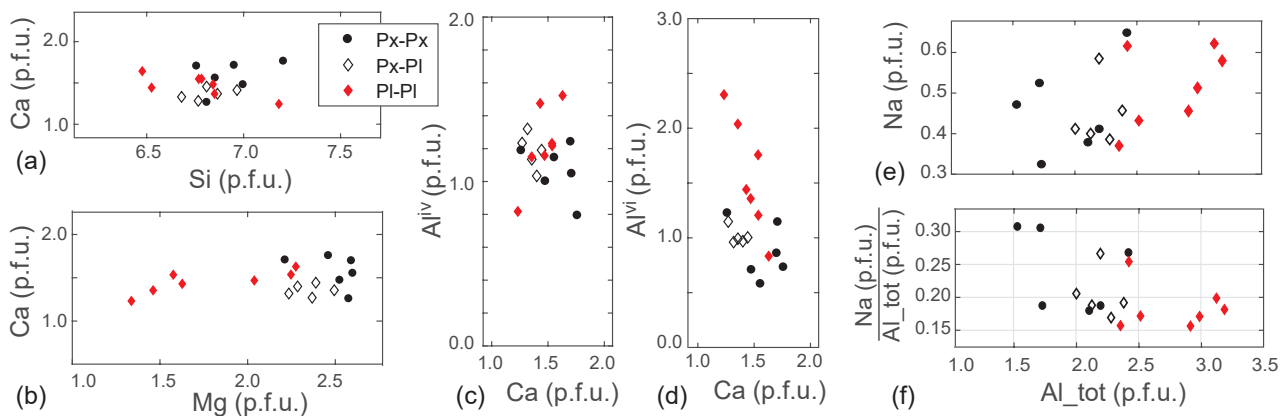 Ca (p.f.u.)
2.0
1.0
6.5
7.0
7.5
(a)
Si (p.f.u.)
Px-Px
Px-Pl
Pl-Pl
Ca (p.f.u.)
2.0
1.0
1.0
2.0
2.5
(b)
Mg (p.f.u.)
Al^iv (p.f.u.)
2.0
1.0
0.0
1.0
1.5
2.0
(c)
Ca (p.f.u.)
Al^vi (p.f.u.)
3.0
2.0
1.0
0.0
1.0
1.5
2.0
(d)
Ca (p.f.u.)
Na (p.f.u.)
0.6
0.5
0.4
0.3
(e)
Na (p.f.u.)
Al_tot (p.f.u.)
0.30
0.25
0.20
0.15
1.0
1.5
2.0
2.5
3.0
3.5
(f)
Al_tot (p.f.u.)